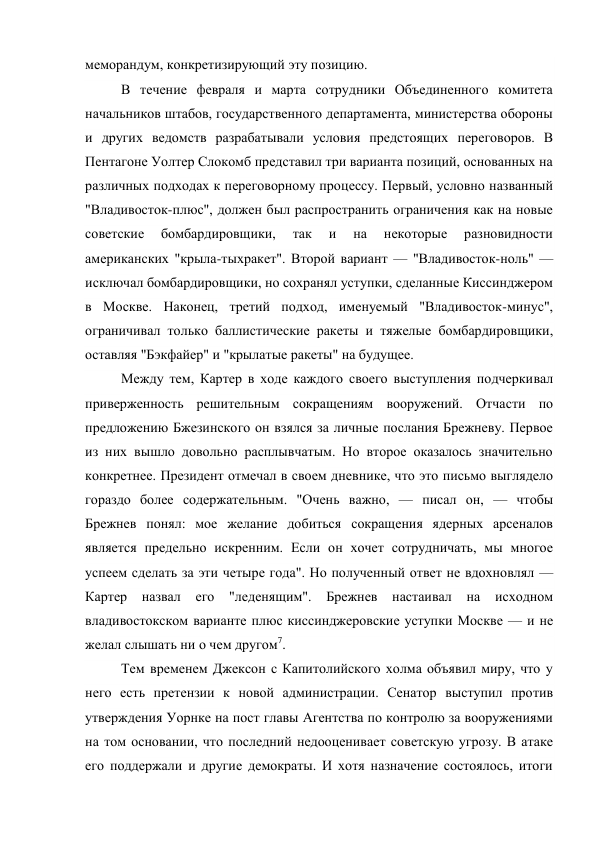 меморандум, конкретизирующий эту позицию.
В течение февраля и марта сотрудники Объединенного комитета
начальников штабов, государственного департамента, министерства обороны
и других ведомств разрабатывали условия предстоящих переговоров. В
Пентагоне Уолтер Слокомб представил три варианта позиций, основанных на
различных подходах к переговорному процессу. Первый, условно названный
"Владивосток-плюс", должен был распространить ограничения как на новые
советские бомбардировщики, так и на некоторые разновидности
американских "крыла-тыхракет". Второй вариант — "Владивосток-ноль" —
исключал бомбардировщики, но сохранял уступки, сделанные Киссинджером
в Москве. Наконец, третий подход, именуемый "Владивосток-минус",
ограничивал только баллистические ракеты и тяжелые бомбардировщики,
оставляя "Бэкфайер" и "крылатые ракеты" на будущее.
Между тем, Картер в ходе каждого своего выступления подчеркивал
приверженность решительным сокращениям вооружений. Отчасти по
предложению Бжезинского он взялся за личные послания Брежневу. Первое
из них вышло довольно расплывчатым. Но второе оказалось значительно
конкретнее. Президент отмечал в своем дневнике, что это письмо выглядело
гораздо более содержательным. "Очень важно, — писал он, — чтобы
Брежнев понял: мое желание добиться сокращения ядерных арсеналов
является предельно искренним. Если он хочет сотрудничать, мы многое
успеем сделать за эти четыре года". Но полученный ответ не вдохновлял —
Картер назвал его "леденящим". Брежнев настаивал на исходном
владивостокском варианте плюс киссинджеровские уступки Москве — и не
желал слышать ни о чем другом⁷.
Тем временем Джексон с Капитолийского холма объявил миру, что у
него есть претензии к новой администрации. Сенатор выступил против
утверждения Уорнке на пост главы Агентства по контролю за вооружениями
на том основании, что последний недооценивает советскую угрозу. В атаке
его поддержали и другие демократы. И хотя назначение состоялось, итоги